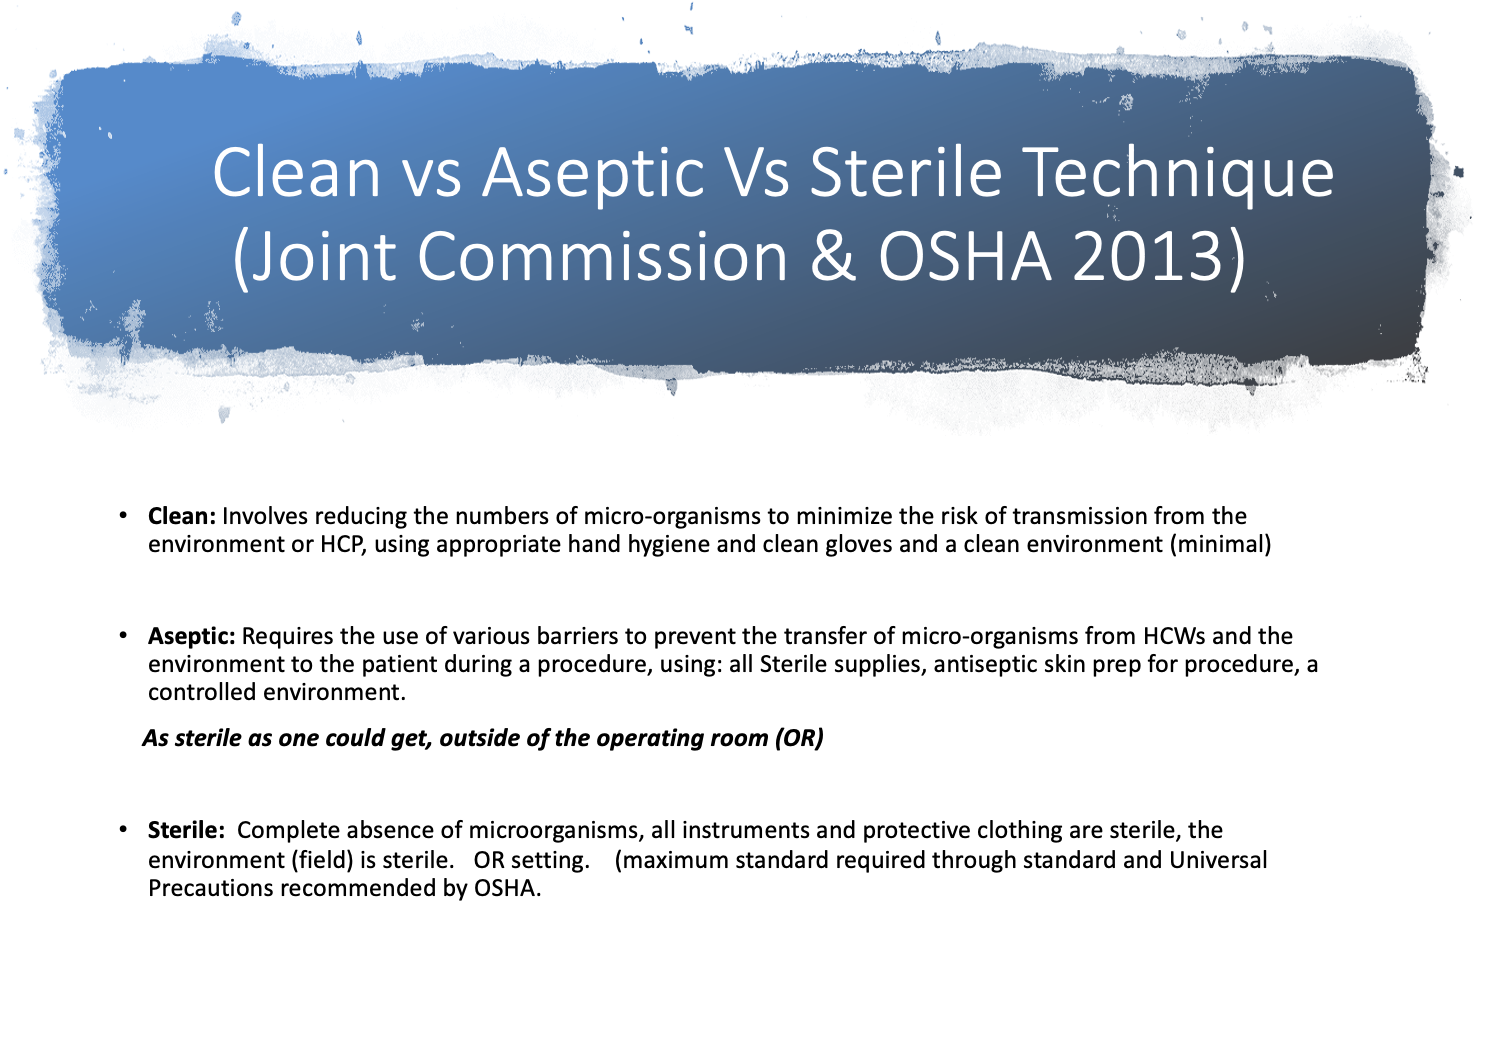 Clean vs Aseptic Vs Sterile Technique
(Joint Commission & OSHA 2013)
• Clean: Involves reducing the numbers of micro-organisms to minimize the risk of transmission from the
environment or HCP, using appropriate hand hygiene and clean gloves and a clean environment (minimal)
• Aseptic: Requires the use of various barriers to prevent the transfer of micro-organisms from HCWs and the
environment to the patient during a procedure, using: all Sterile supplies, antiseptic skin prep for procedure, a
controlled environment.
As sterile as one could get, outside of the operating room (OR)
• Sterile:  Complete absence of microorganisms, all instruments and protective clothing are sterile, the
environment (field) is sterile.   OR setting.    (maximum standard required through standard and Universal
Precautions recommended by OSHA.